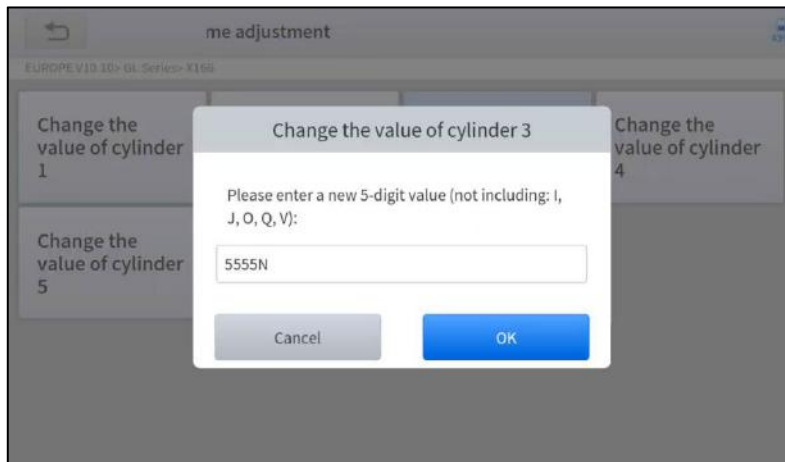 me adjustment
EUROPE V10.10> GL Series> X166
Change the
value of cylinder
1
Change the
value of cylinder
4
Change the
value of cylinder
5
Change the value of cylinder 3
Please enter a new 5-digit value (not including: I,
J, O, Q, V):
5555N
Cancel
OK